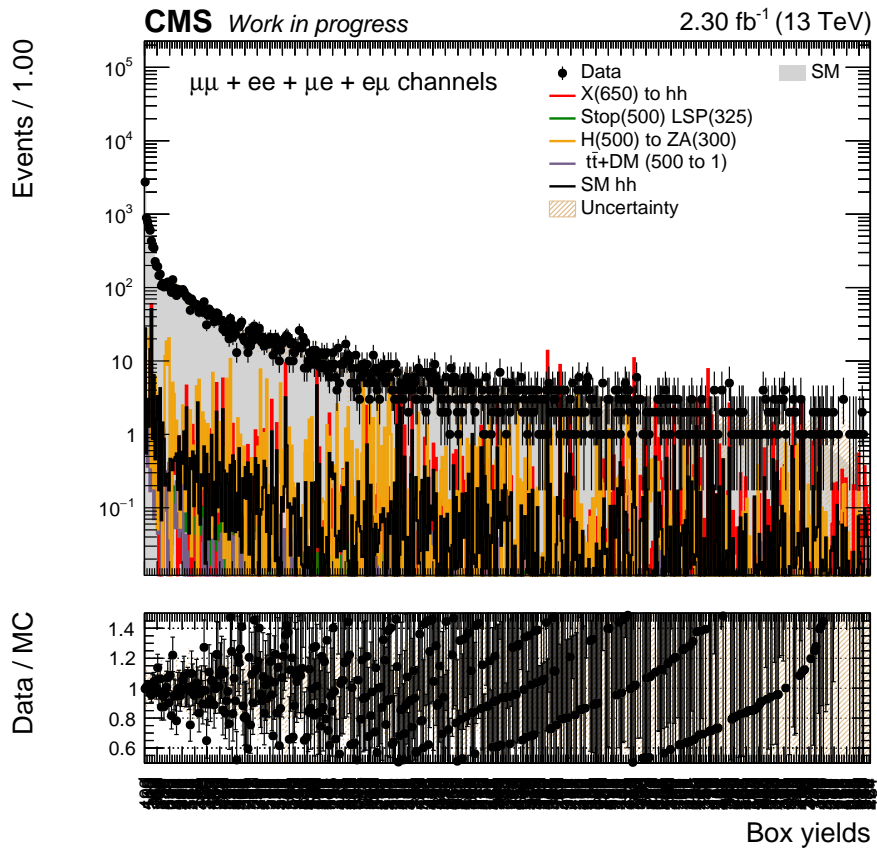 CMS Work in progress 2.30 fb⁻¹ (13 TeV)
Events / 1.00
μμ + ee + μe + eμ channels
Data
SM
X(650) to hh
Stop(500) LSP(325)
H(500) to ZA(300)
tt̄+DM (500 to 1)
SM hh
Uncertainty
10⁵
10⁴
10³
10²
10
1
10⁻¹
Data / MC
1.4
1.2
1
0.8
0.6
Box yields